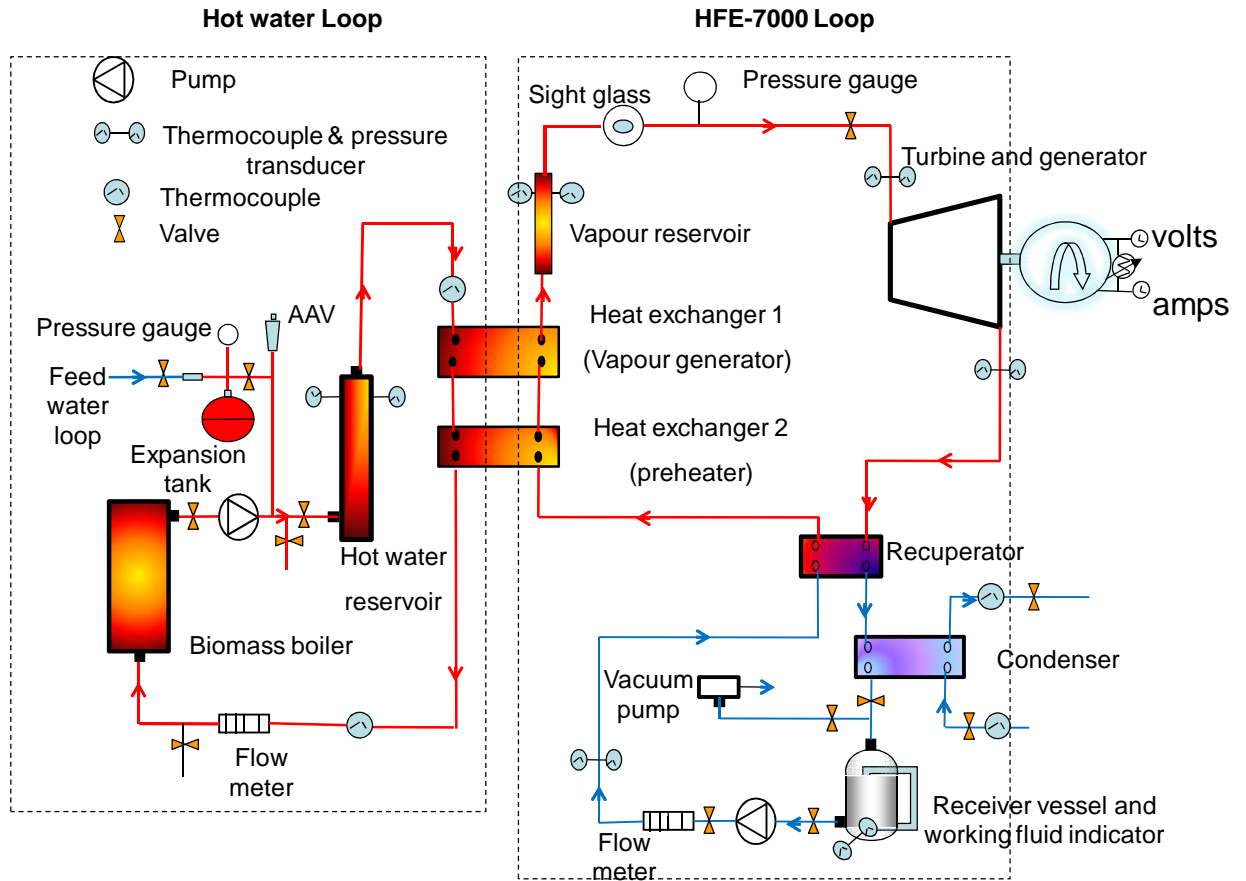 Hot water Loop
HFE-7000 Loop
Pump
Thermocouple & pressure
transducer
Thermocouple
Valve
Sight glass
Pressure gauge
Turbine and generator
Vapour reservoir
volts
amps
AAV
Pressure gauge
Heat exchanger 1
(Vapour generator)
Feed
water
loop
Heat exchanger 2
(preheater)
Expansion
tank
Hot water
reservoir
Recuperator
Biomass boiler
Condenser
Vacuum
pump
Flow
meter
Receiver vessel and
working fluid indicator
Flow
meter